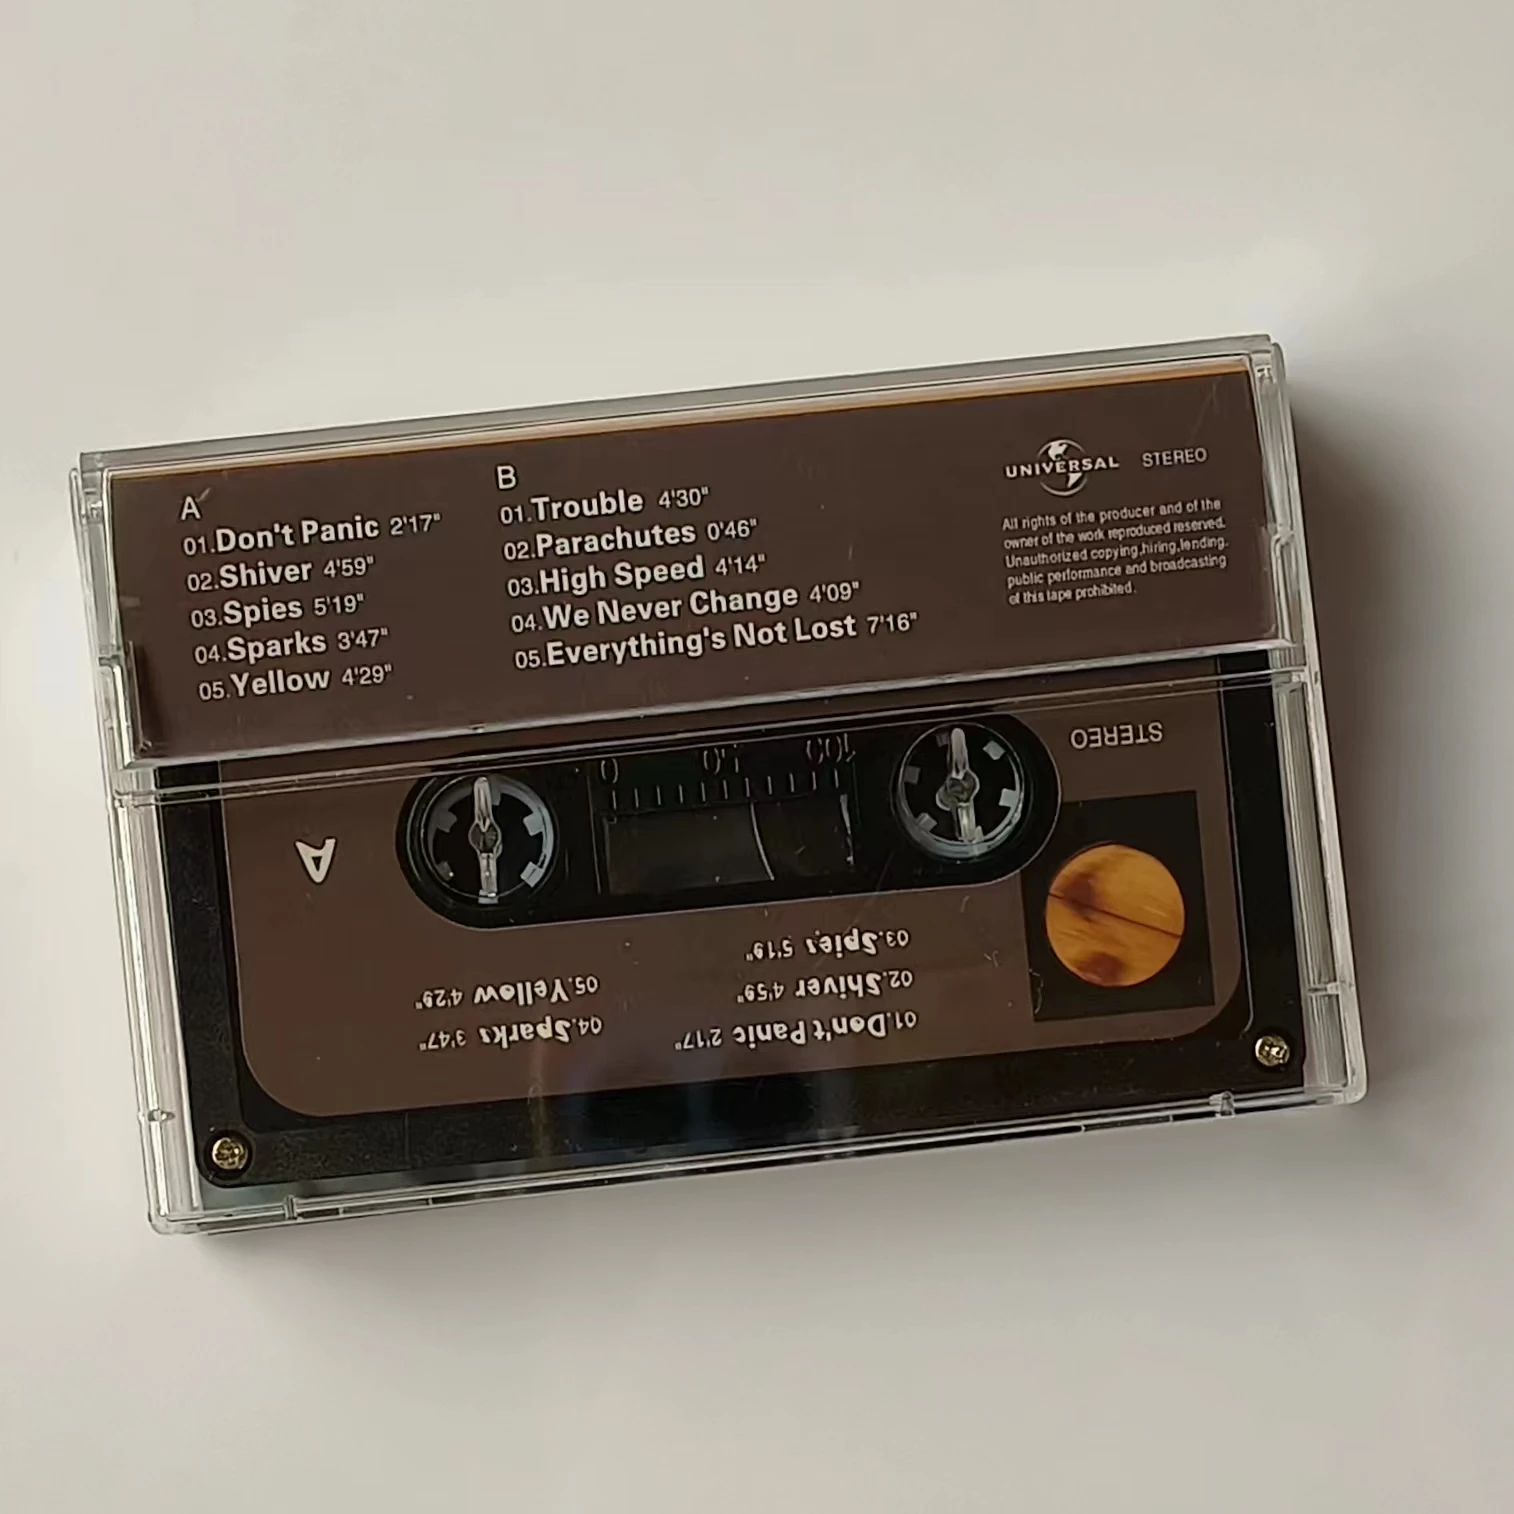 A
01.Don't Panic 2'17"
02.Shiver 4'59"
03.Spies 5'19"
04.Sparks 3'47"
05.Yellow 4'29"
B
01.Trouble 4'30"
02.Parachutes 0'46"
03.High Speed 4'14"
04.We Never Change 4'09"
05.Everything's Not Lost 7'16"
UNIVERSAL STEREO
All rights of the producer and of the
owner of the work reproduced reserved.
Unauthorized copying,hiring,lending.
public performance and broadcasting
of this tape prohibited.
01.Don't Panic 2'17"
02.Shiver 4'59"
03.Spies 5'19"
04.Sparks 3'47"
05.Yellow 4'29"
A
STEREO
0
100